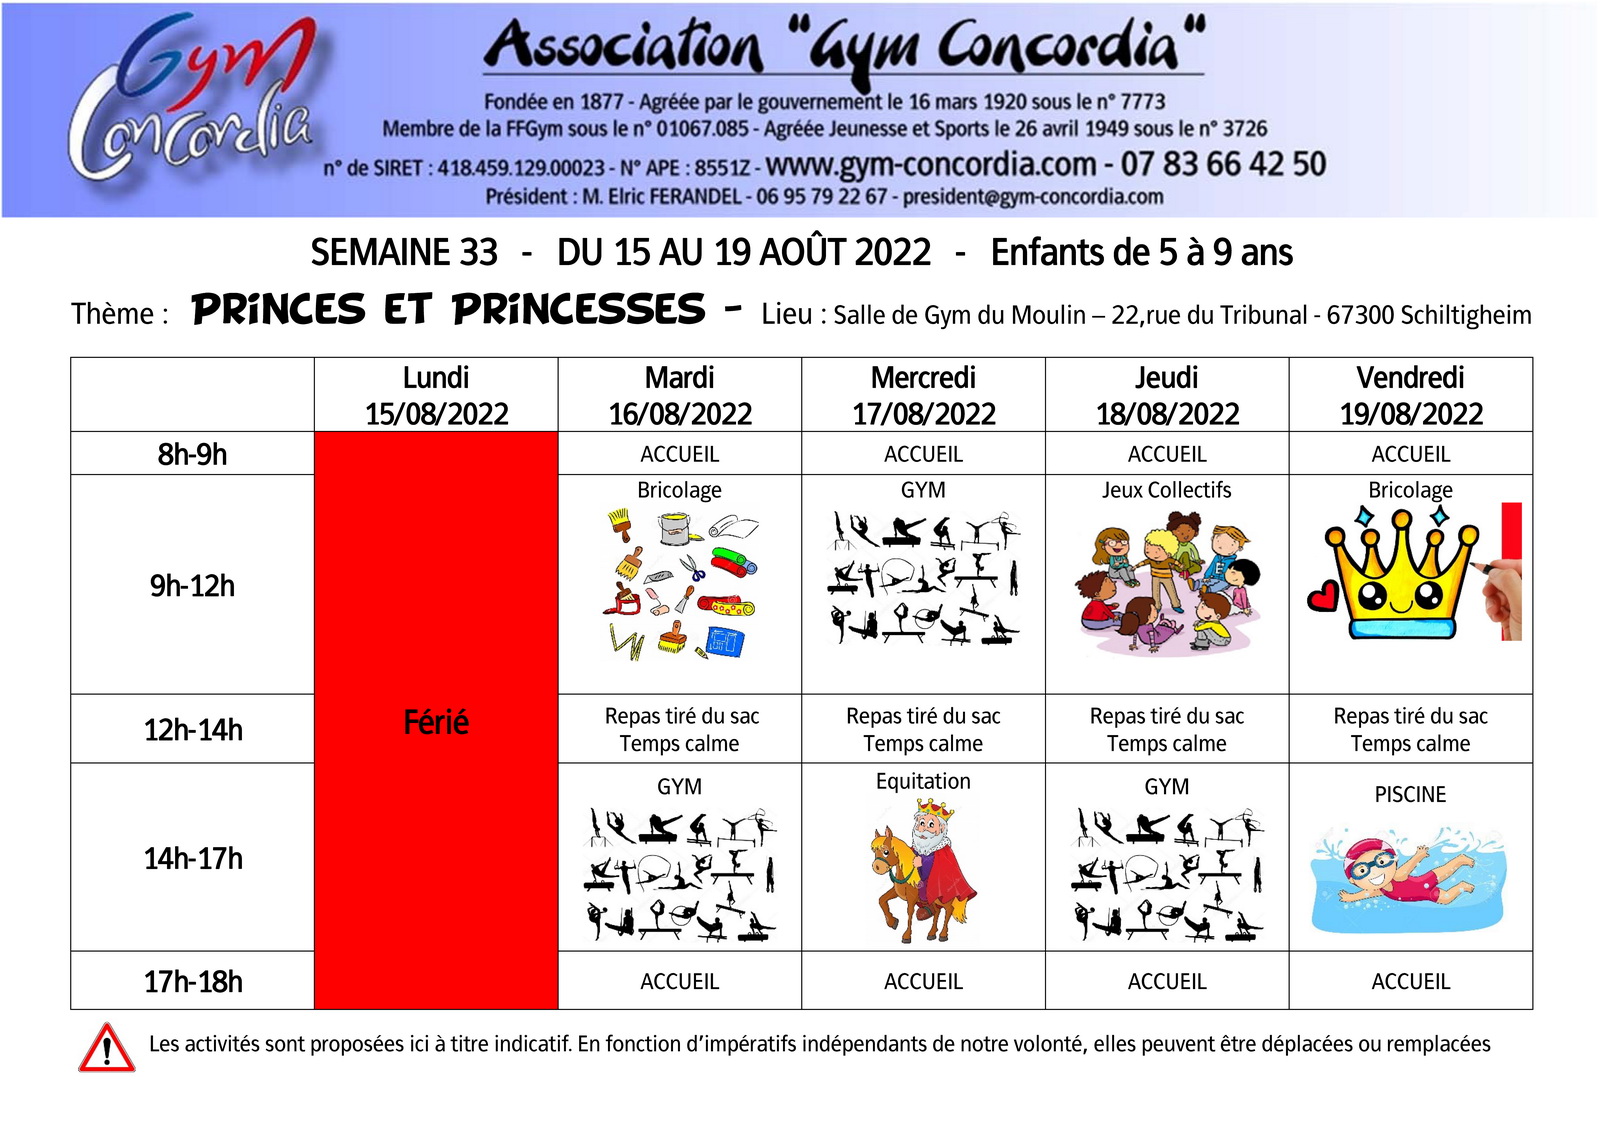 Gym
Concordia
Association "Gym Concordia"
Fondée en 1877 - Agréée par le gouvernement le 16 mars 1920 sous le n° 7773
Membre de la FFGym sous le n° 01067.085 - Agréée Jeunesse et Sports le 26 avril 1949 sous le n° 3726
n° de SIRET : 418.459.129.00023 - N° APE : 8551Z - www.gym-concordia.com - 07 83 66 42 50
Président : M. Elric FERANDEL - 06 95 79 22 67 - president@gym-concordia.com
SEMAINE 33 - DU 15 AU 19 AOÛT 2022 - Enfants de 5 à 9 ans
Thème : PRINCES ET PRINCESSES - Lieu : Salle de Gym du Moulin – 22,rue du Tribunal - 67300 Schiltigheim
Lundi Mardi Mercredi Jeudi Vendredi
15/08/2022 16/08/2022 17/08/2022 18/08/2022 19/08/2022
8h-9h ACCUEIL ACCUEIL ACCUEIL ACCUEIL
Bricolage GYM Jeux Collectifs Bricolage
9h-12h
Férié
12h-14h Repas tiré du sac Repas tiré du sac Repas tiré du sac Repas tiré du sac
Temps calme Temps calme Temps calme Temps calme
GYM Equitation GYM PISCINE
14h-17h
17h-18h ACCUEIL ACCUEIL ACCUEIL ACCUEIL
Les activités sont proposées ici à titre indicatif. En fonction d'impératifs indépendants de notre volonté, elles peuvent être déplacées ou remplacées